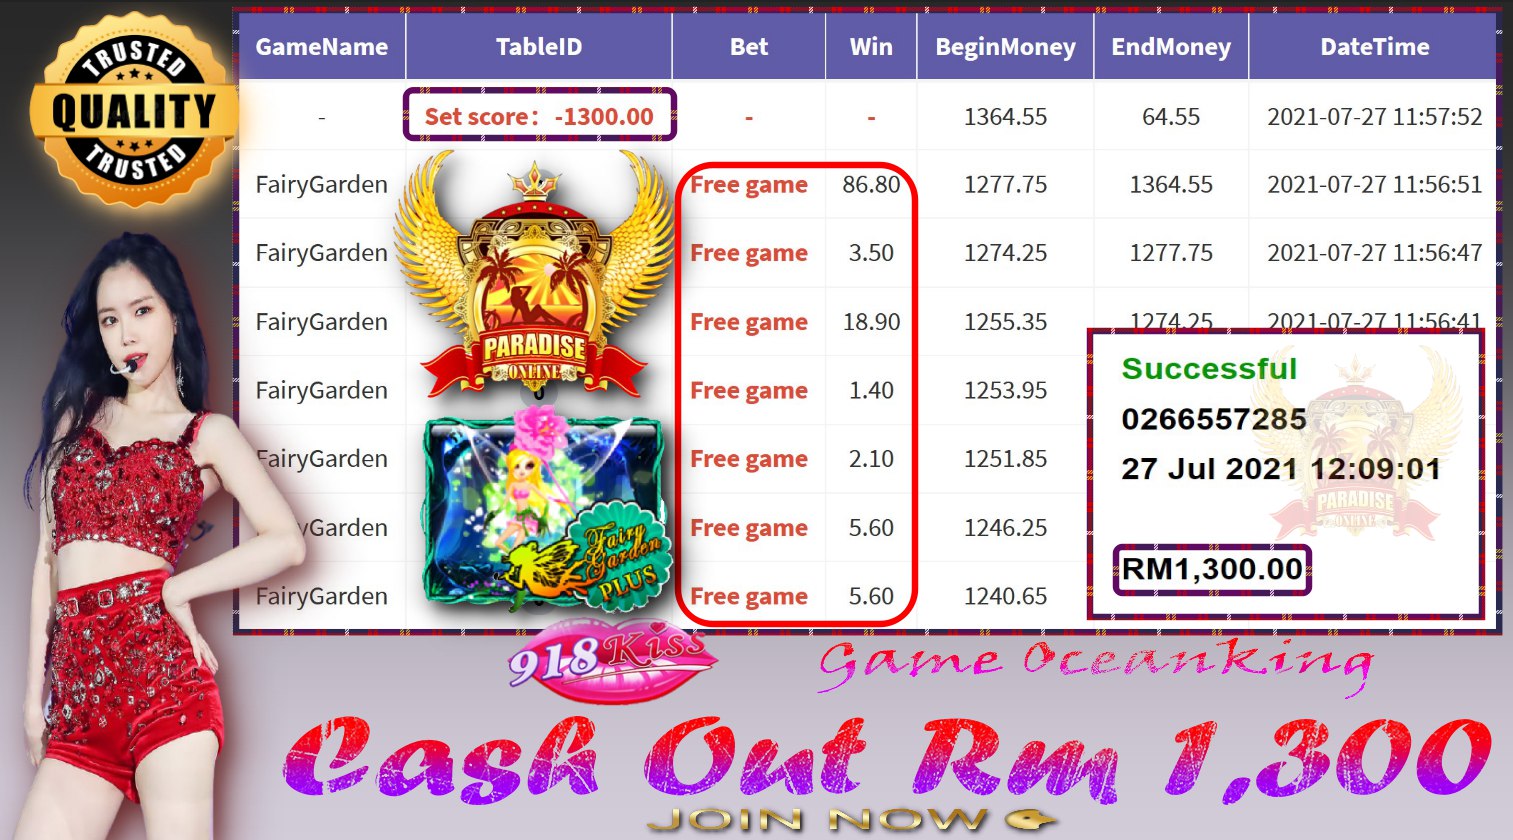 TRUSTED
QUALITY
TRUSTED
GameName TableID Bet Win BeginMoney EndMoney DateTime
- Set score: -1300.00 - - 1364.55 64.55 2021-07-27 11:57:52
FairyGarden Free game 86.80 1277.75 1364.55 2021-07-27 11:56:51
FairyGarden Free game 3.50 1274.25 1277.75 2021-07-27 11:56:47
FairyGarden Free game 18.90 1255.35 1274.25 2021-07-27 11:56:41
FairyGarden Free game 1.40 1253.95
FairyGarden Free game 2.10 1251.85
yGarden Free game 5.60 1246.25
FairyGarden Free game 5.60 1240.65
PARADISE
ONLINE
Fairy
Garden
PLUS
Successful
0266557285
27 Jul 2021 12:09:01
PARADISE
ONLINE
RM1,300.00
918Kiss
Game Oceanking
Cash Out Rm 1,300
JOIN NOW